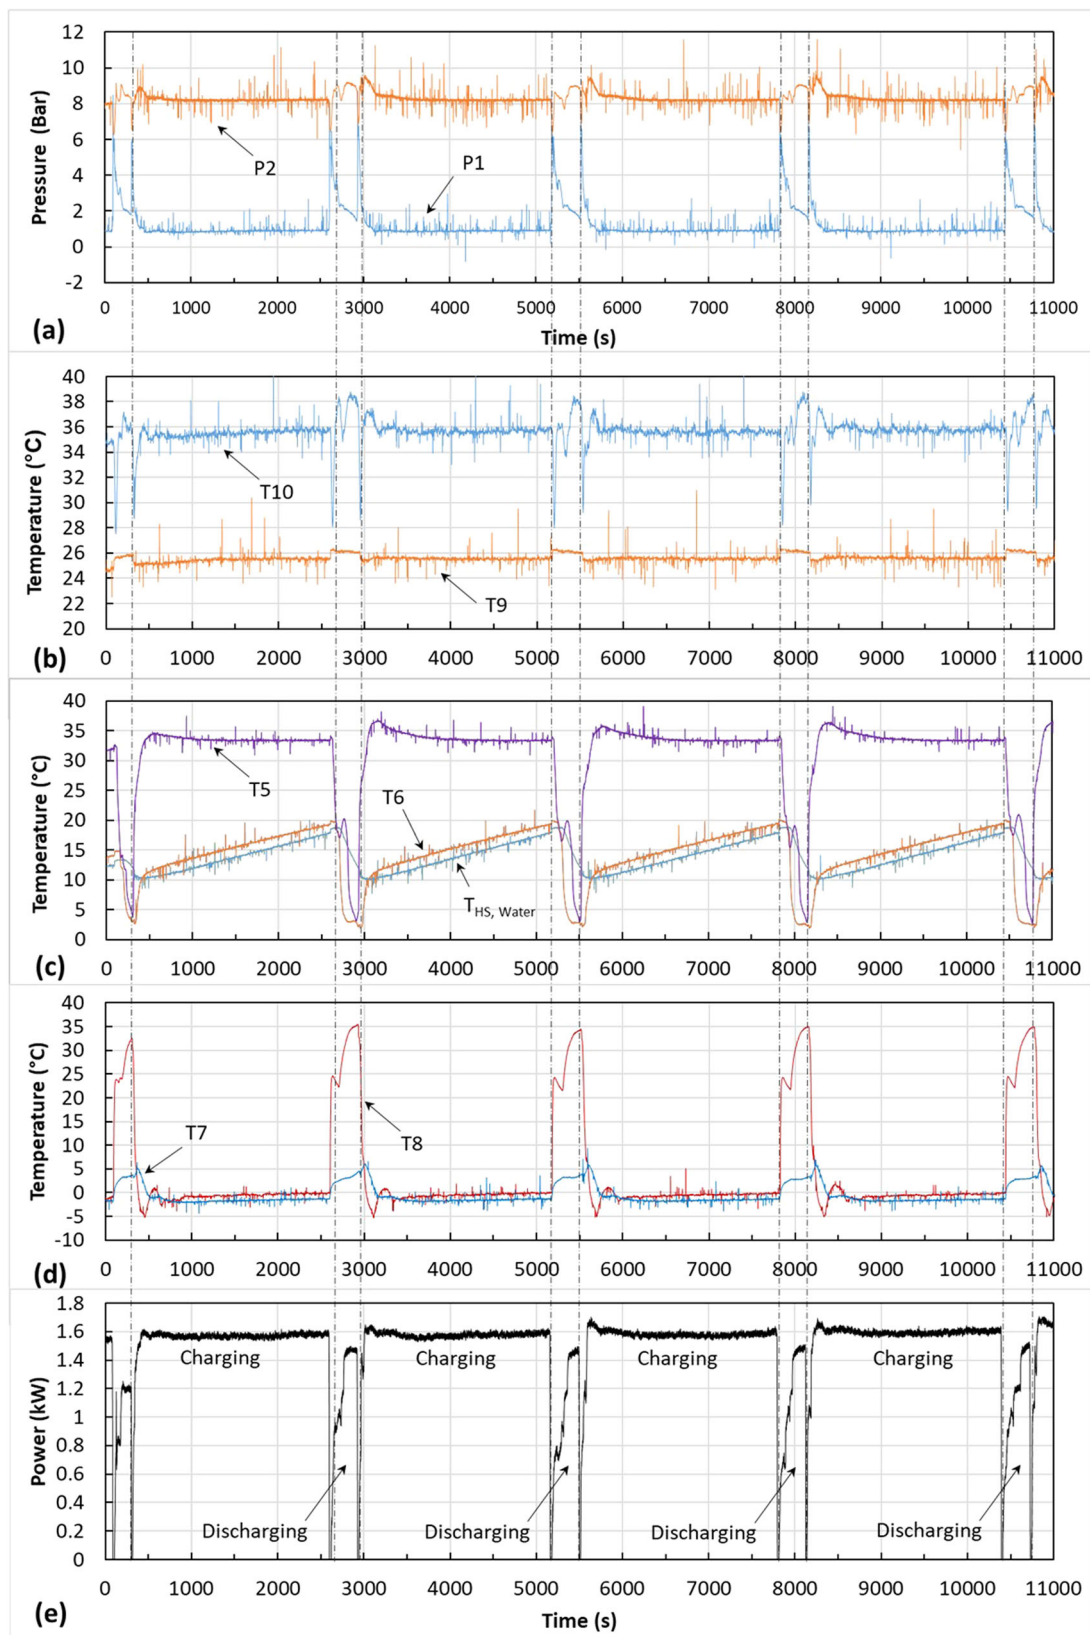 12
10
8
6
4
2
0
-2
Pressure (Bar)
P2
P1
0 1000 2000 3000 4000 5000 6000 7000 8000 9000 10000 11000
Time (s)
(a)
40
38
36
34
32
30
28
26
24
22
20
Temperature (°C)
T10
T9
0 1000 2000 3000 4000 5000 6000 7000 8000 9000 10000 11000
(b)
40
35
30
25
20
15
10
5
0
Temperature (°C)
T5
T6
THS, Water
0 1000 2000 3000 4000 5000 6000 7000 8000 9000 10000 11000
(c)
40
35
30
25
20
15
10
5
0
-5
-10
Temperature (°C)
T7
T8
0 1000 2000 3000 4000 5000 6000 7000 8000 9000 10000 11000
(d)
1.8
1.6
1.4
1.2
1
0.8
0.6
0.4
0.2
0
Power (kW)
Charging Charging Charging Charging
Discharging Discharging Discharging Discharging
0 1000 2000 3000 4000 5000 6000 7000 8000 9000 10000 11000
Time (s)
(e)